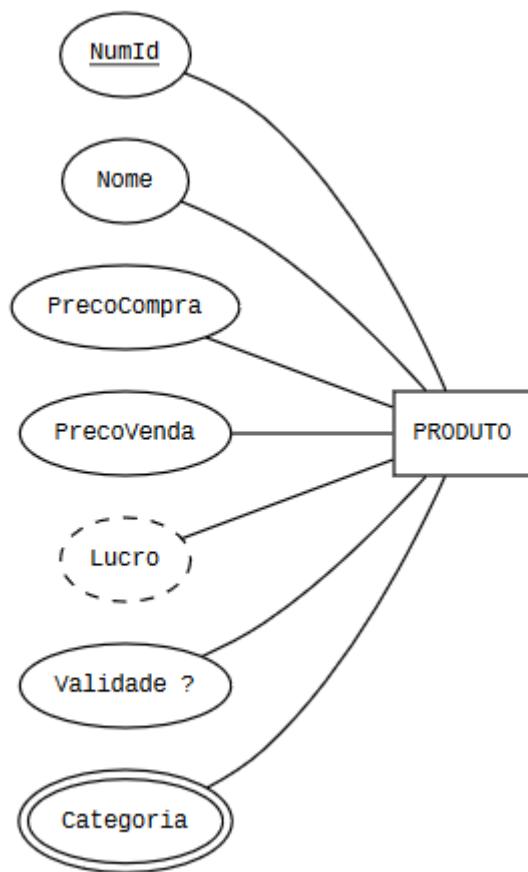 NumId
Nome
PrecoCompra
PrecoVenda
PRODUTO
Lucro
Validade ?
Categoria